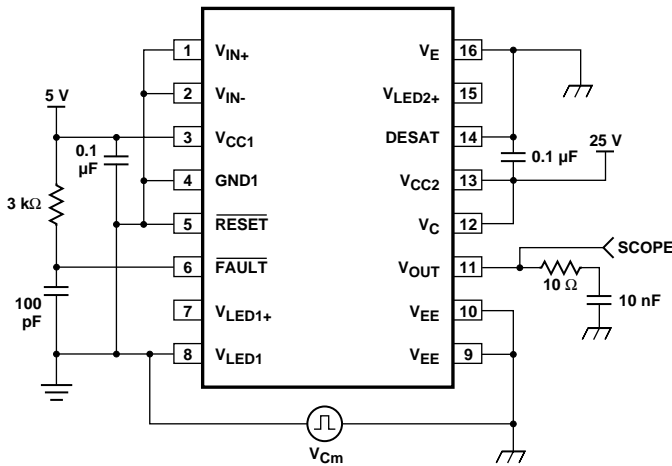 5 V
0.1
µF
3 kΩ
100
pF
1 V_IN+
2 V_IN-
3 V_CC1
4 GND1
5 RESET
6 FAULT
7 V_LED1+
8 V_LED1
V_E 16
V_LED2+ 15
DESAT 14
V_CC2 13
V_C 12
V_OUT 11
V_EE 10
V_EE 9
0.1 µF
25 V
SCOPE
10 Ω
10 nF
V_Cm